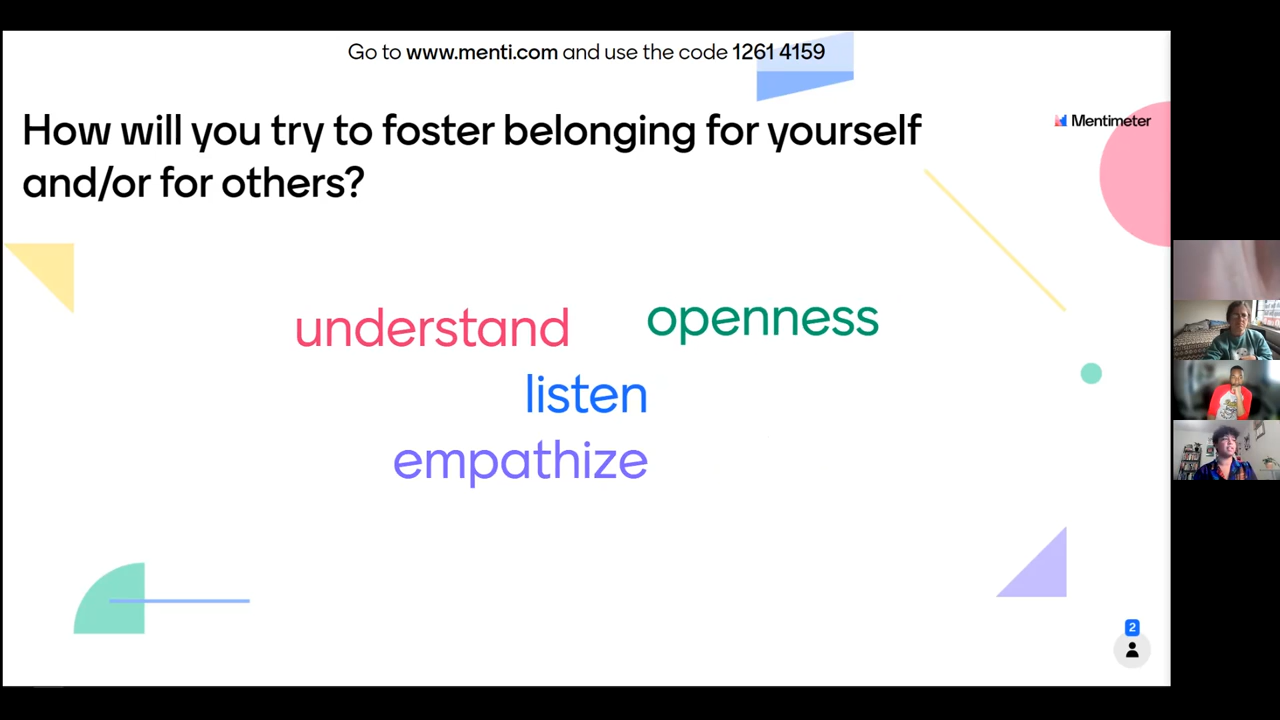 Go to www.menti.com and use the code 1261 4159
How will you try to foster belonging for yourself
and/or for others?
Mentimeter
understand
openness
listen
empathize
2